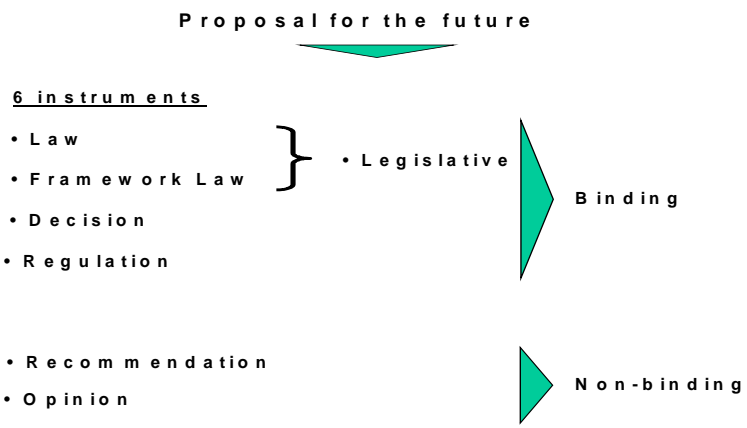 Proposal for the future
6 instruments
• Law
• Framework Law
• Legislative
• Decision
• Regulation
Binding
• Recommendation
• Opinion
Non-binding